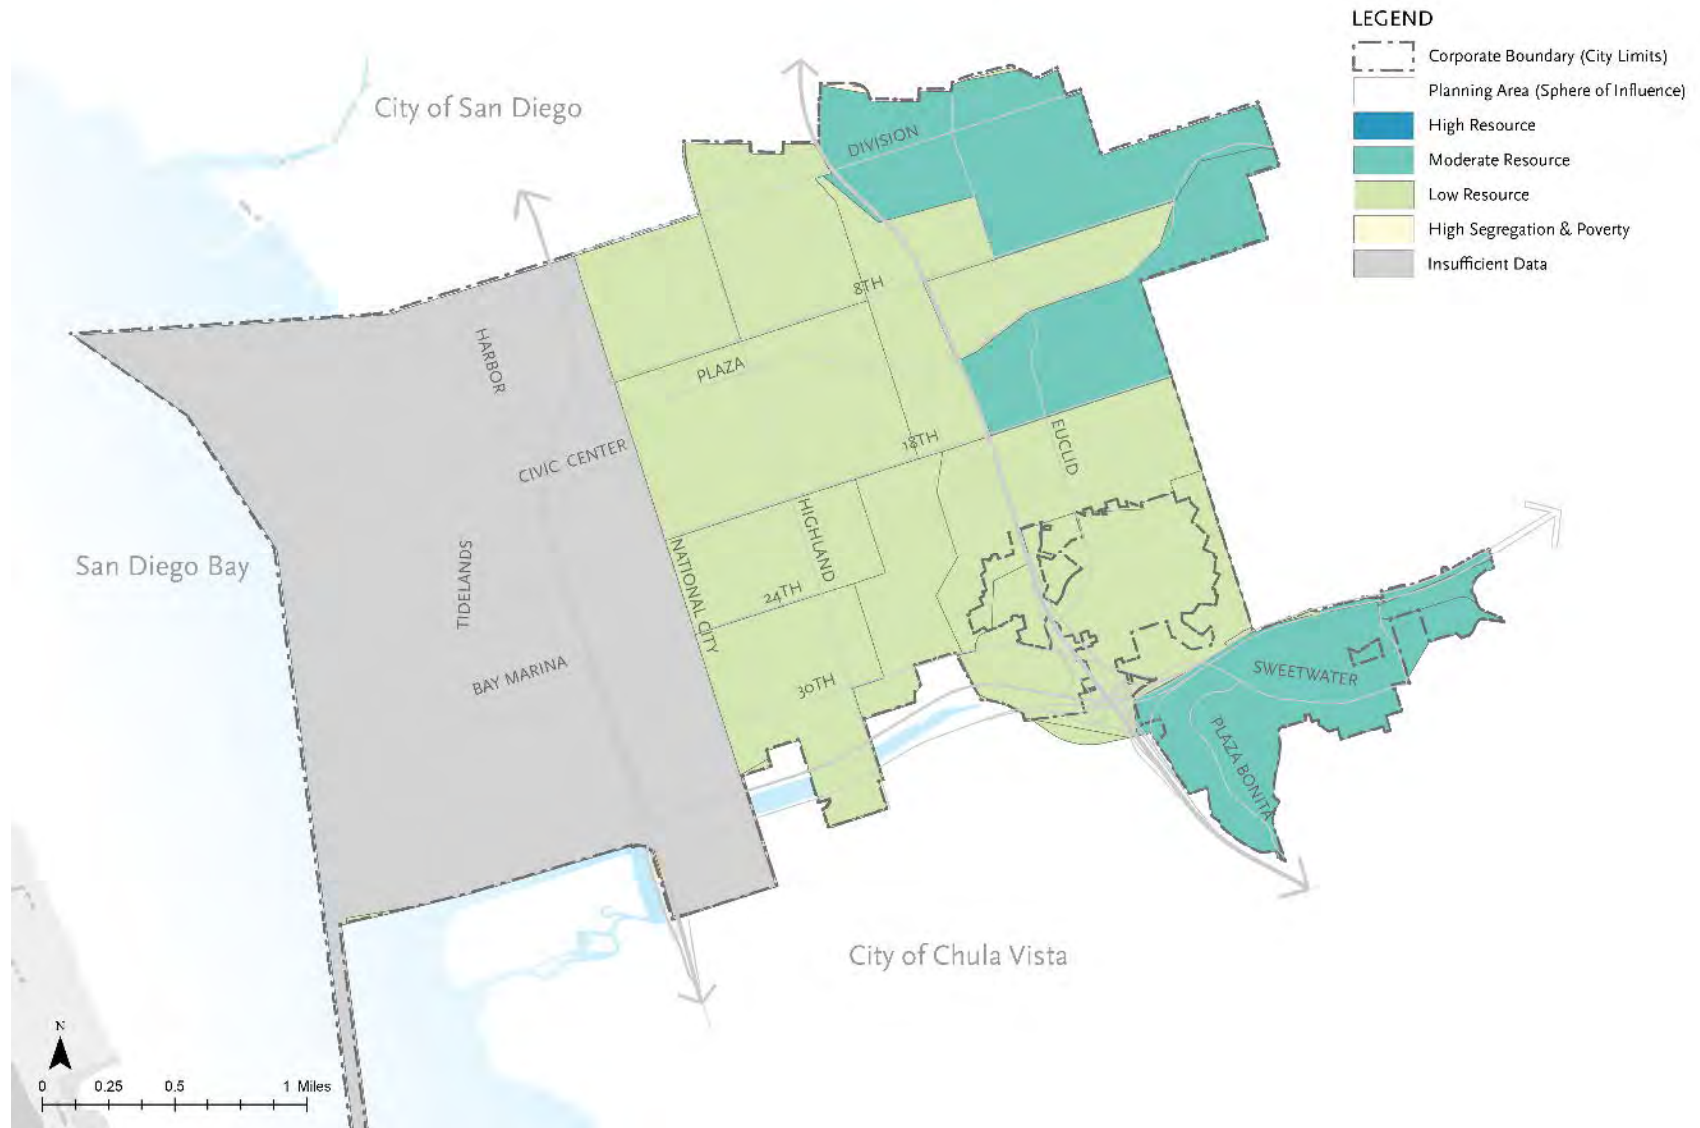 LEGEND
Corporate Boundary (City Limits)
Planning Area (Sphere of Influence)
High Resource
Moderate Resource
Low Resource
High Segregation & Poverty
Insufficient Data
City of San Diego
DIVISION
8TH
HARBOR
PLAZA
18TH
CIVIC CENTER
EUCLID
HIGHLAND
San Diego Bay
TIDELANDS
NATIONAL CITY
24TH
BAY MARINA
30TH
SWEETWATER
PLAZA BONITA
City of Chula Vista
N
0 0.25 0.5 1 Miles